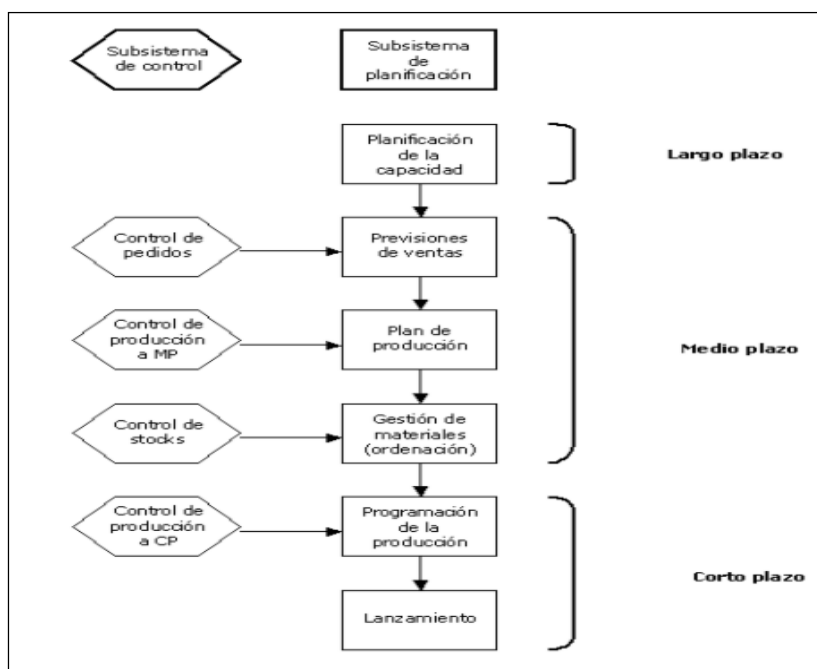 Subsistema
de control
Subsistema
de
planificación
Planificación
de la
capacidad
Largo plazo
Control de
pedidos
Previsiones
de ventas
Control de
producción
a MP
Plan de
producción
Medio plazo
Control de
stocks
Gestión de
materiales
(ordenación)
Control de
producción
a CP
Programación
de la
producción
Corto plazo
Lanzamiento